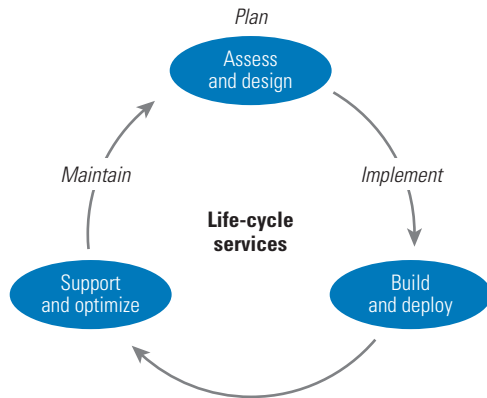 Plan
Assess
and design
Maintain
Implement
Life-cycle
services
Support
and optimize
Build
and deploy